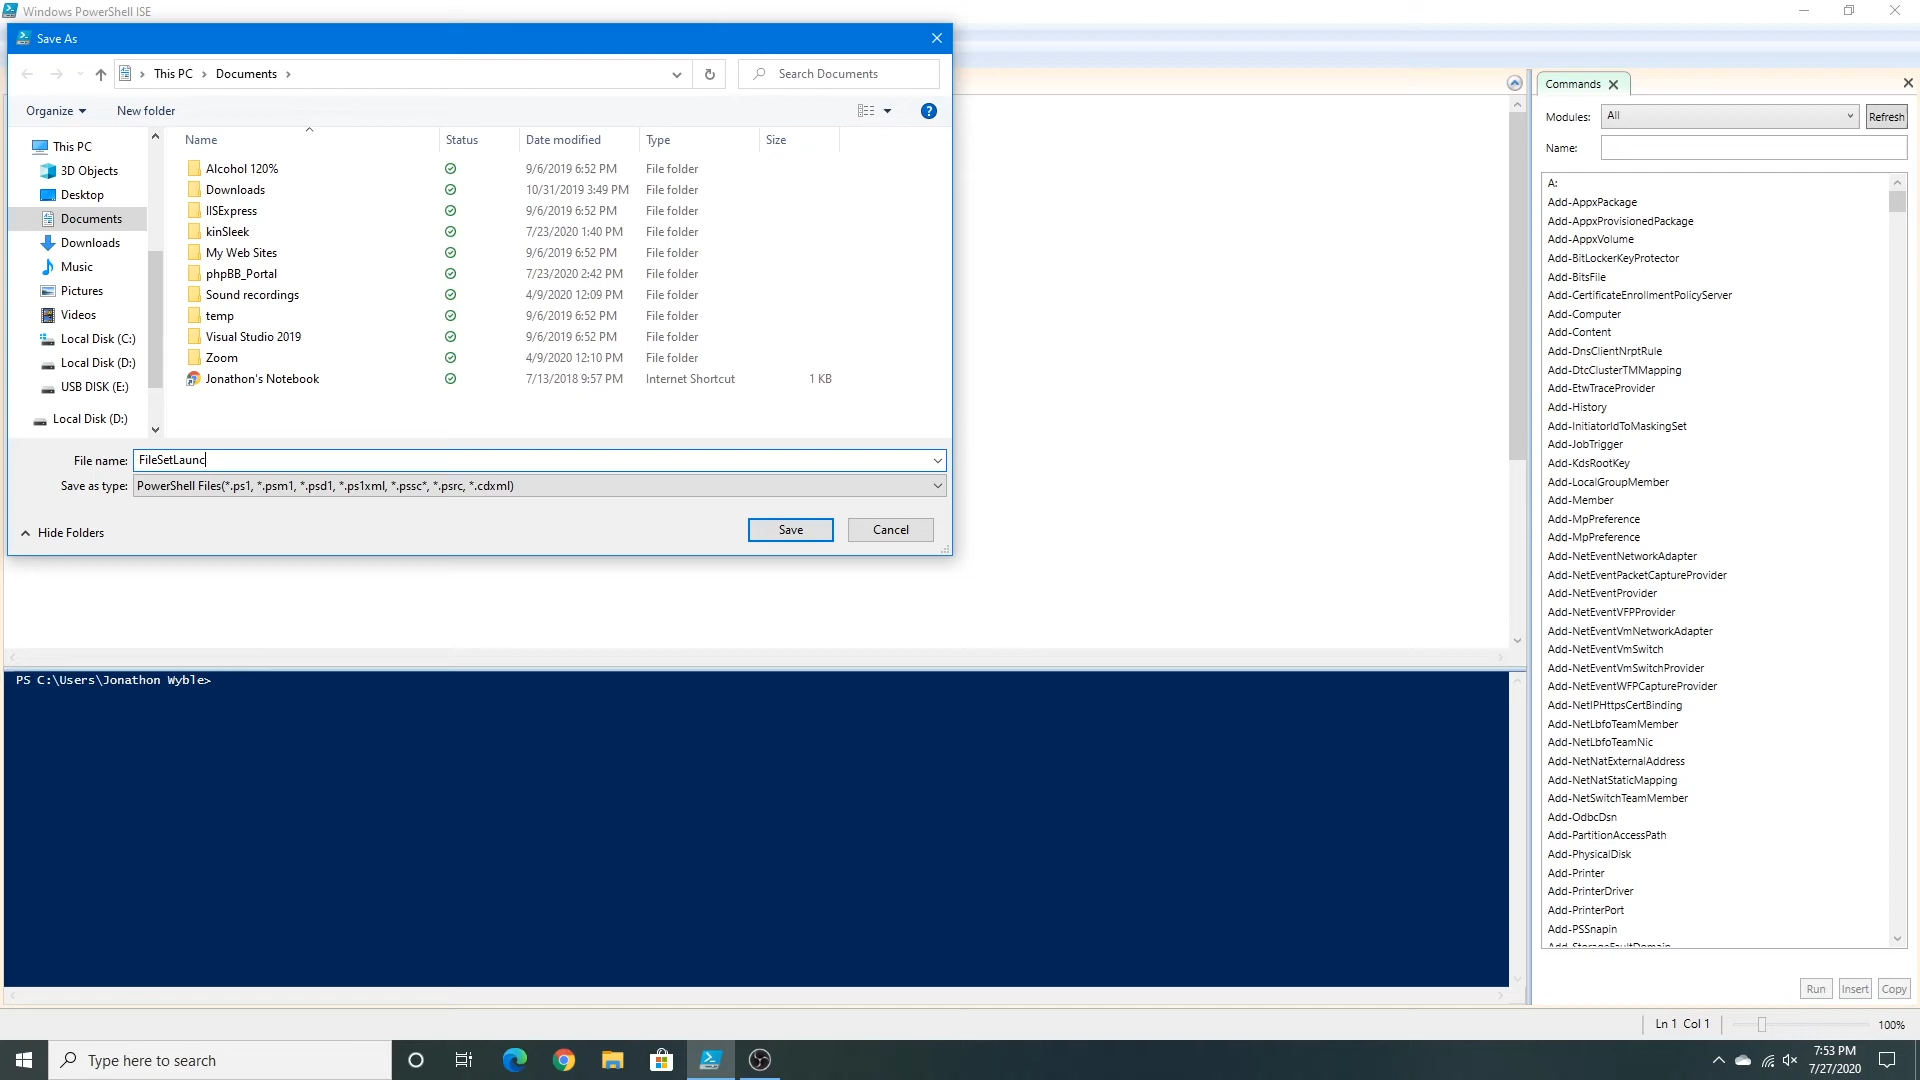 Windows PowerShell ISE
Save As
This PC
Documents
Search Documents
Organize
New folder
Name
Status
Date modified
Type
Size
This PC
3D Objects
Desktop
Documents
Downloads
Music
Pictures
Videos
Local Disk (C:)
Local Disk (D:)
USB DISK (E:)
Local Disk (D:)
Alcohol 120% 9/6/2019 6:52 PM File folder
Downloads 10/31/2019 3:49 PM File folder
IISExpress 9/6/2019 6:52 PM File folder
kinSleek 7/23/2020 1:40 PM File folder
My Web Sites 9/6/2019 6:52 PM File folder
phpBB_Portal 7/23/2020 2:42 PM File folder
Sound recordings 4/9/2020 12:09 PM File folder
temp 9/6/2019 6:52 PM File folder
Visual Studio 2019 9/6/2019 6:52 PM File folder
Zoom 4/9/2020 12:10 PM File folder
Jonathon's Notebook 7/13/2018 9:57 PM Internet Shortcut 1 KB
File name: FileSetLaunc
Save as type: PowerShell Files(*.ps1, *.psm1, *.psd1, *.ps1xml, *.pssc*, *.psrc, *.cdxml)
Hide Folders
Save
Cancel
PS C:\Users\Jonathon Wyble>
Commands
Modules: All
Refresh
Name:
A:
Add-AppxPackage
Add-AppxProvisionedPackage
Add-AppxVolume
Add-BitLockerKeyProtector
Add-BitsFile
Add-CertificateEnrollmentPolicyServer
Add-Computer
Add-Content
Add-DnsClientNrptRule
Add-DtcClusterTMMapping
Add-EtwTraceProvider
Add-History
Add-InitiatorIdToMaskingSet
Add-JobTrigger
Add-KdsRootKey
Add-LocalGroupMember
Add-Member
Add-MpPreference
Add-MpPreference
Add-NetEventNetworkAdapter
Add-NetEventPacketCaptureProvider
Add-NetEventProvider
Add-NetEventVFPProvider
Add-NetEventVmNetworkAdapter
Add-NetEventVmSwitch
Add-NetEventVmSwitchProvider
Add-NetEventWFPCaptureProvider
Add-NetIPHttpsCertBinding
Add-NetLbfoTeamMember
Add-NetLbfoTeamNic
Add-NetNatExternalAddress
Add-NetNatStaticMapping
Add-NetSwitchTeamMember
Add-OdbcDsn
Add-PartitionAccessPath
Add-PhysicalDisk
Add-Printer
Add-PrinterDriver
Add-PrinterPort
Add-PSSnapin
Add-StorageFaultDomain
Run
Insert
Copy
Ln 1 Col 1
100%
Type here to search
7:53 PM
7/27/2020